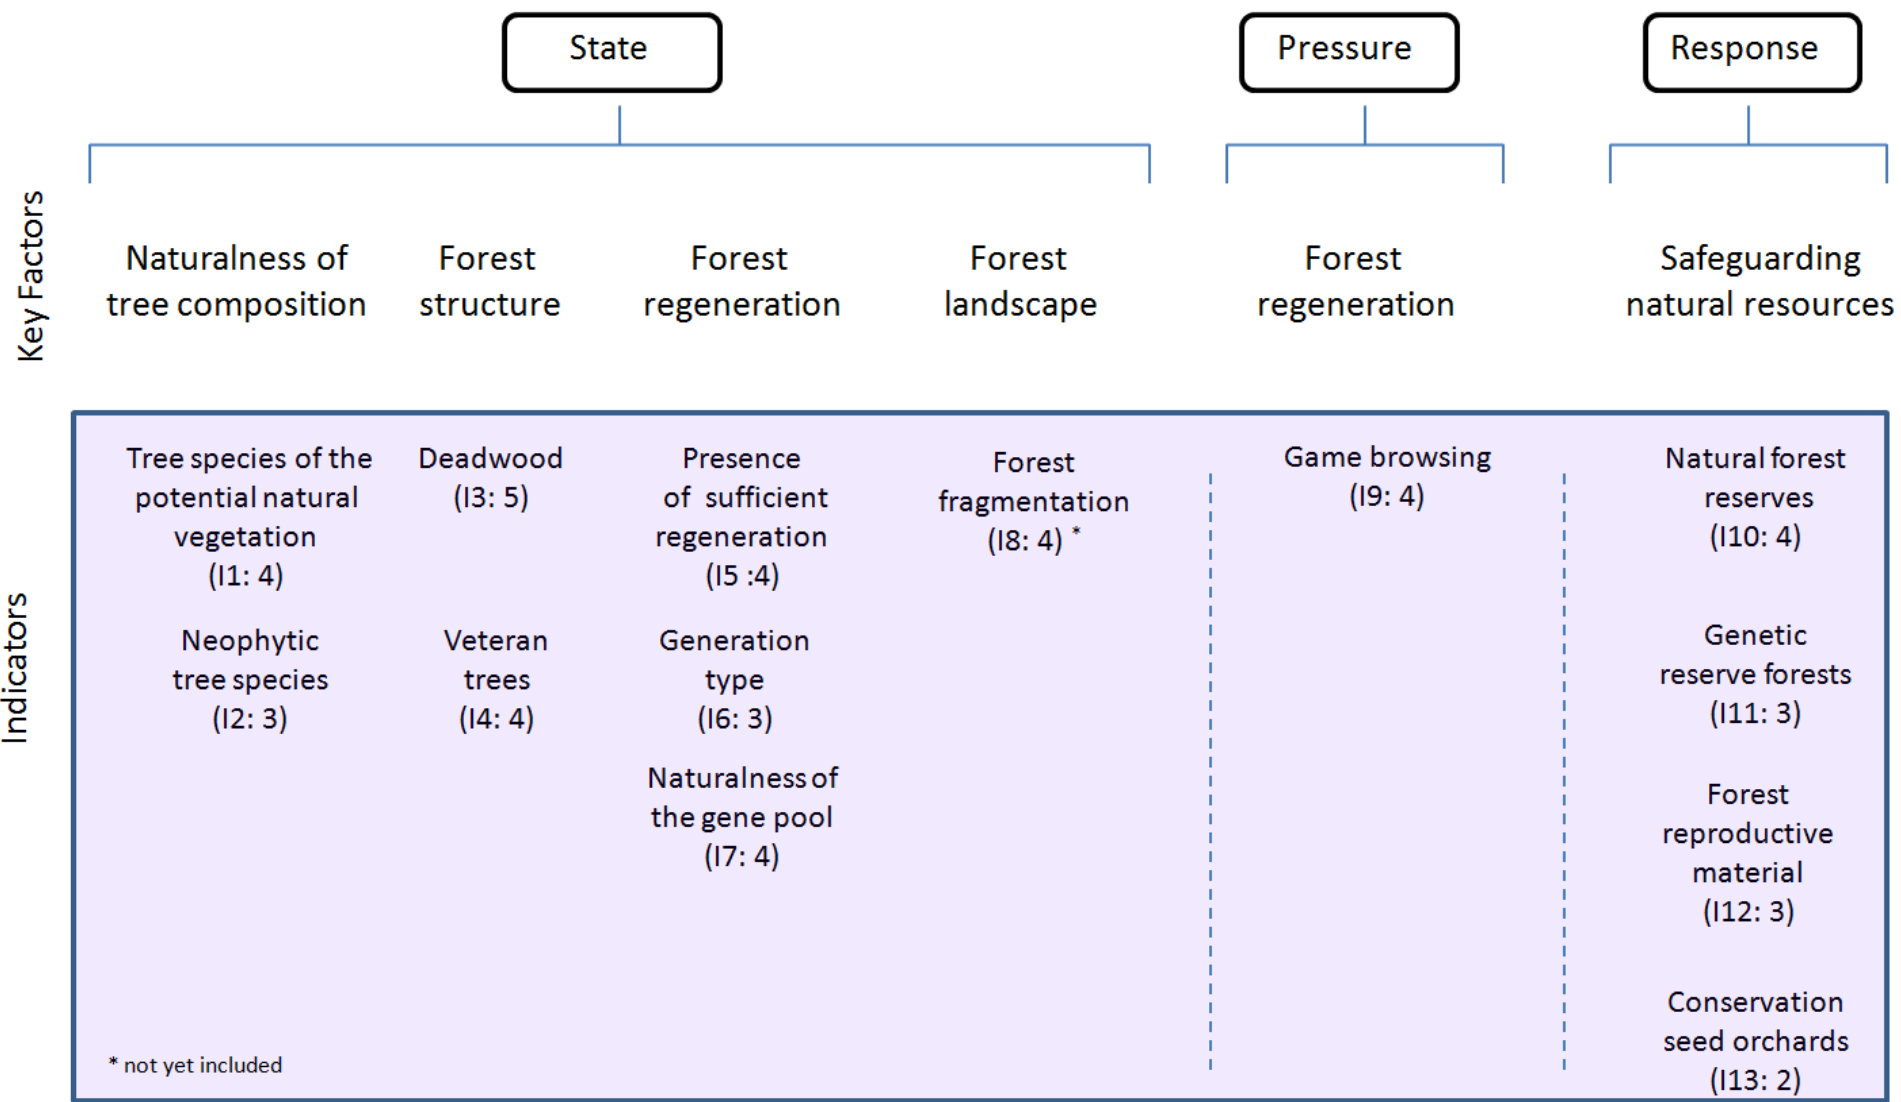 State
Pressure
Response
Key Factors
Naturalness of
tree composition
Forest
structure
Forest
regeneration
Forest
landscape
Forest
regeneration
Safeguarding
natural resources
Indicators
Tree species of the
potential natural
vegetation
(I1: 4)
Neophytic
tree species
(I2: 3)
Deadwood
(I3: 5)
Veteran
trees
(I4: 4)
Presence
of sufficient
regeneration
(I5 :4)
Generation
type
(I6: 3)
Naturalness of
the gene pool
(I7: 4)
Forest
fragmentation
(I8: 4) *
Game browsing
(I9: 4)
Natural forest
reserves
(I10: 4)
Genetic
reserve forests
(I11: 3)
Forest
reproductive
material
(I12: 3)
Conservation
seed orchards
(I13: 2)
* not yet included